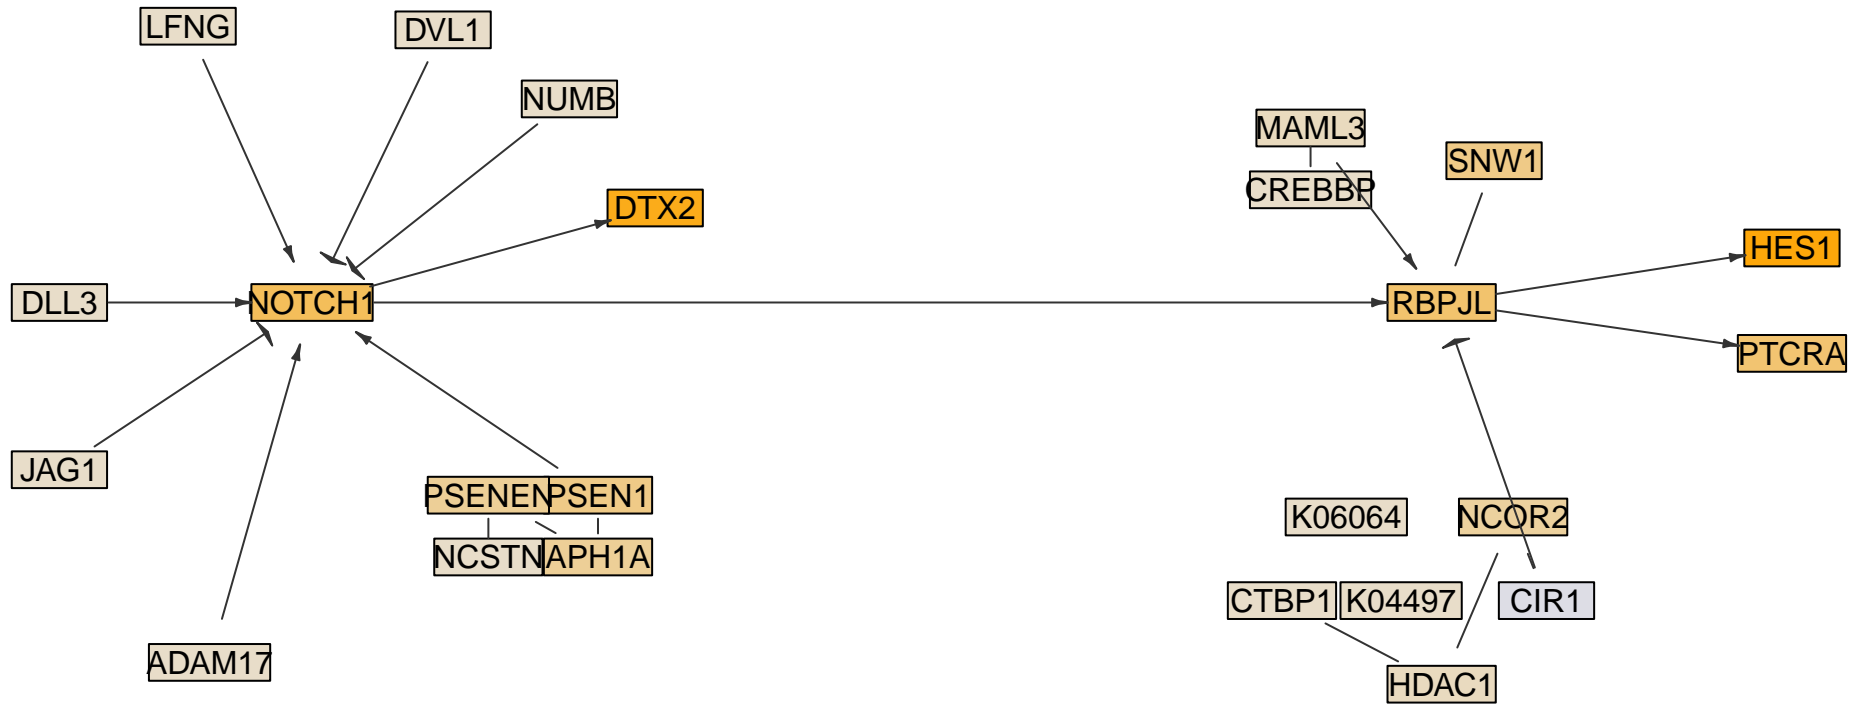 LFNG
DVL1
NUMB
MAML3
SNW1
CREBBP
DTX2
HES1
DLL3
NOTCH1
RBPJL
PTCRA
JAG1
PSENEN
PSEN1
K06064
NCOR2
NCSTN
APH1A
CTBP1
K04497
CIR1
ADAM17
HDAC1